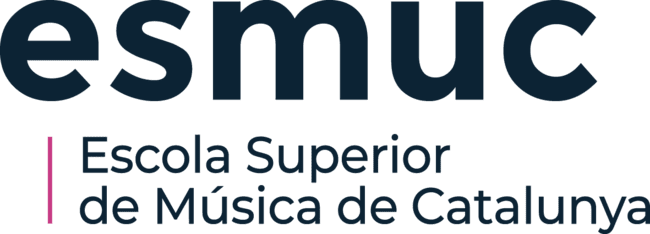 esmuc
Escola Superior
de Música de Catalunya